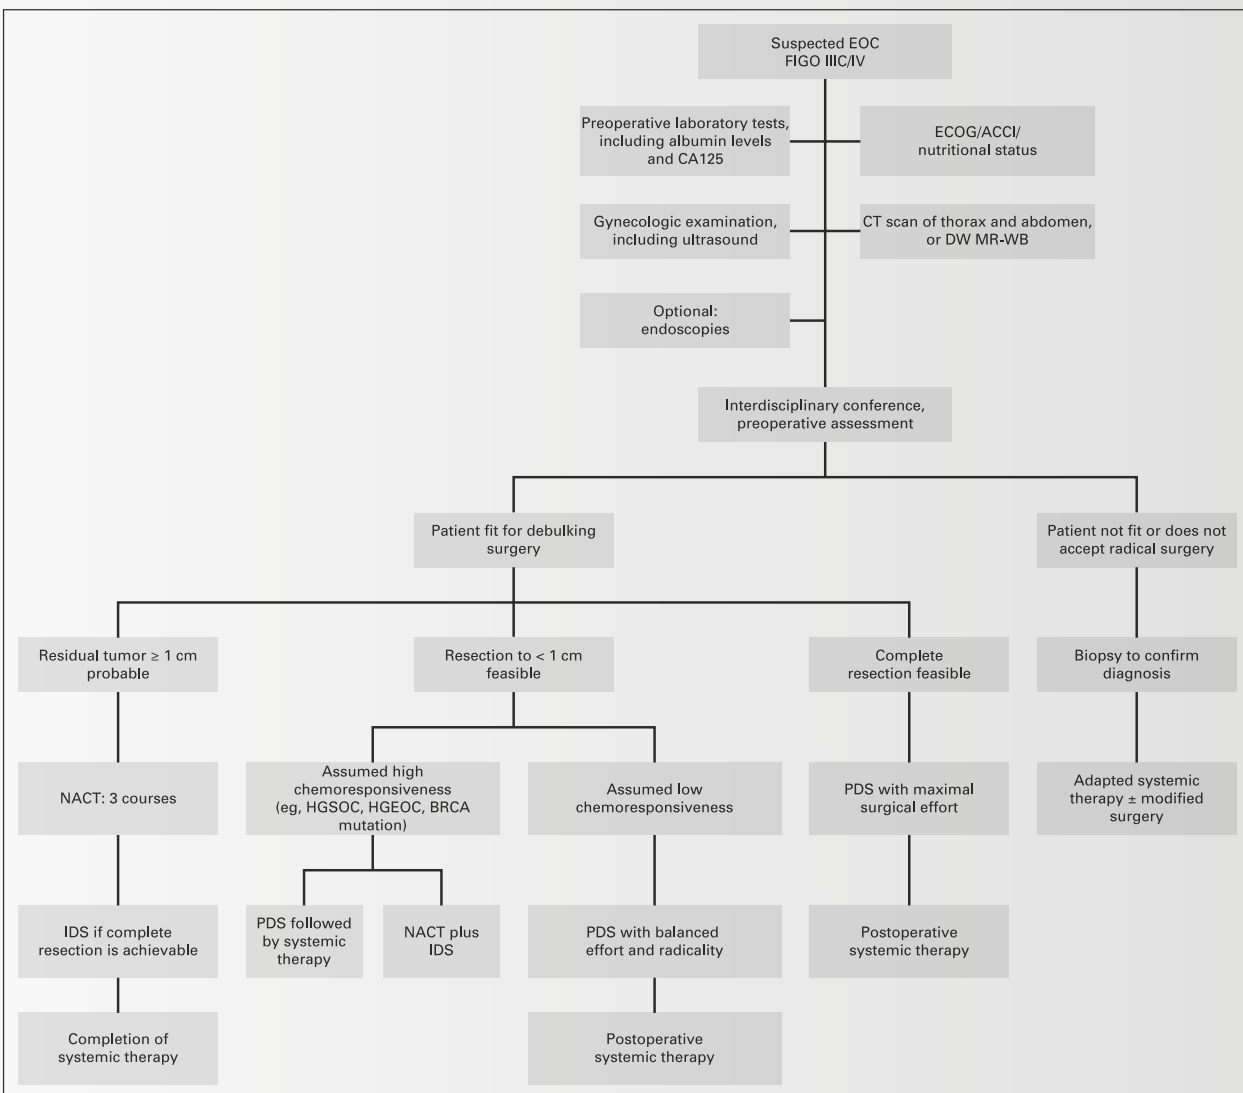 Suspected EOC
FIGO IIIC/IV
Preoperative laboratory tests,
including albumin levels
and CA125
ECOG/ACCI/
nutritional status
Gynecologic examination,
including ultrasound
CT scan of thorax and abdomen,
or DW MR-WB
Optional:
endoscopies
Interdisciplinary conference,
preoperative assessment
Patient fit for debulking
surgery
Patient not fit or does not
accept radical surgery
Residual tumor ≥ 1 cm
probable
Resection to < 1 cm
feasible
Complete
resection feasible
Biopsy to confirm
diagnosis
NACT: 3 courses
Assumed high
chemoresponsiveness
(eg, HGSOC, HGEOC, BRCA
mutation)
Assumed low
chemoresponsiveness
PDS with maximal
surgical effort
Adapted systemic
therapy ± modified
surgery
IDS if complete
resection is achievable
PDS followed
by systemic
therapy
NACT plus
IDS
PDS with balanced
effort and radicality
Postoperative
systemic therapy
Completion of
systemic therapy
Postoperative
systemic therapy